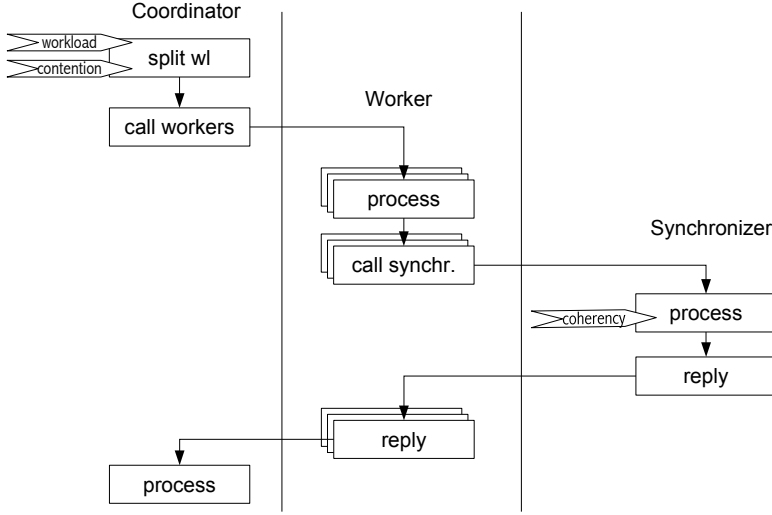 Coordinator
workload
split wl
contention
call workers
Worker
process
call synchr.
Synchronizer
coherency
process
reply
reply
process